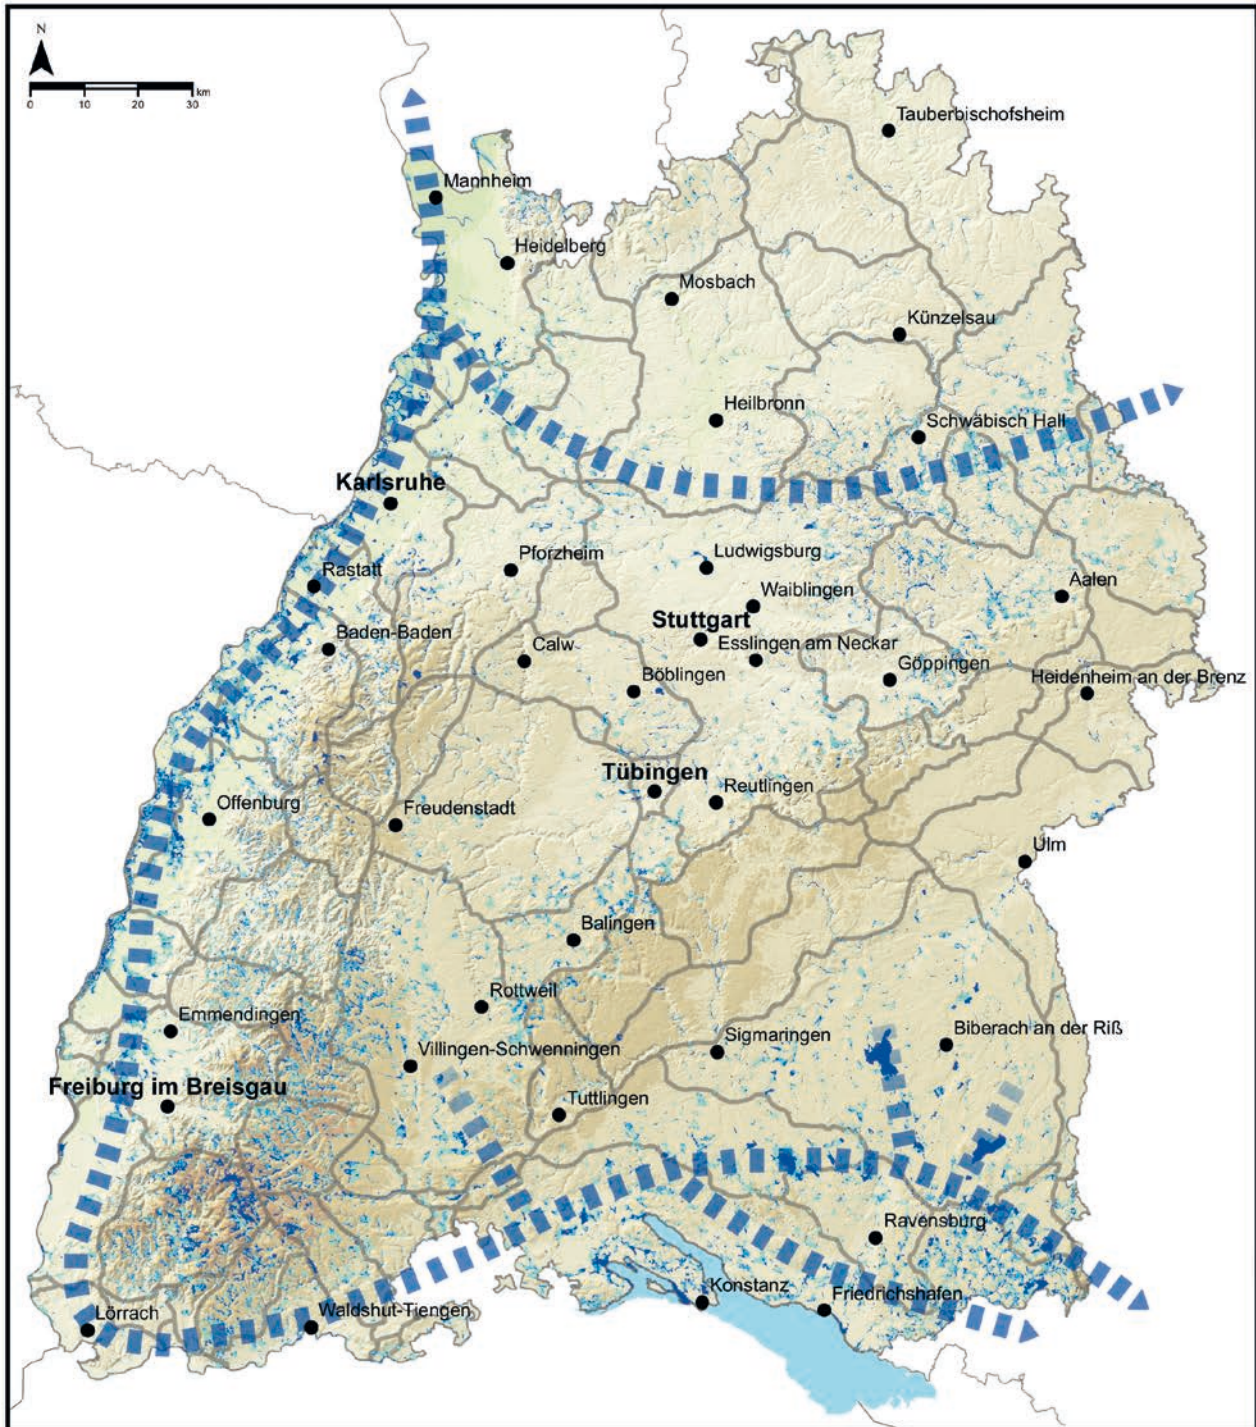 N
0 10 20 30 km
Tauberbischofsheim
Mannheim
Heidelberg
Mosbach
Künzelsau
Heilbronn
Schwäbisch Hall
Karlsruhe
Pforzheim
Ludwigsburg
Rastatt
Waiblingen
Aalen
Stuttgart
Baden-Baden
Calw
Esslingen am Neckar
Göppingen
Böblingen
Heidenheim an der Brenz
Tübingen
Reutlingen
Offenburg
Freudenstadt
Ulm
Balingen
Rottweil
Emmendingen
Sigmaringen
Biberach an der Riß
Villingen-Schwenningen
Freiburg im Breisgau
Tuttlingen
Ravensburg
Konstanz
Friedrichshafen
Lörrach
Waldshut-Tiengen